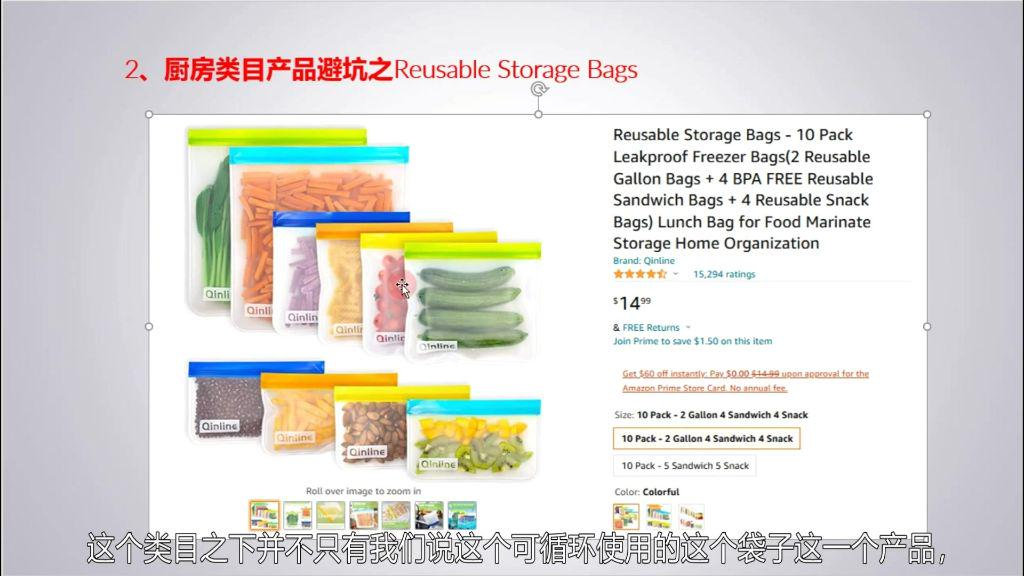 2、厨房类目产品避坑之Reusable Storage Bags
Reusable Storage Bags - 10 Pack
Leakproof Freezer Bags(2 Reusable
Gallon Bags + 4 BPA FREE Reusable
Sandwich Bags + 4 Reusable Snack
Bags) Lunch Bag for Food Marinate
Storage Home Organization
Brand: Qinline
15,294 ratings
$14.99
& FREE Returns
Join Prime to save $1.50 on this item
Get $60 off instantly: Pay $0.00 $14.99 upon approval for the
Amazon Prime Store Card. No annual fee.
Size: 10 Pack - 2 Gallon 4 Sandwich 4 Snack
10 Pack - 2 Gallon 4 Sandwich 4 Snack
10 Pack - 5 Sandwich 5 Snack
Color: Colorful
Qinline
Qinline
Qinline
Qinline
Qinline
Roll over image to zoom in
这个类目之下并不只有我们说这个可循环使用的这个袋子这一个产品，